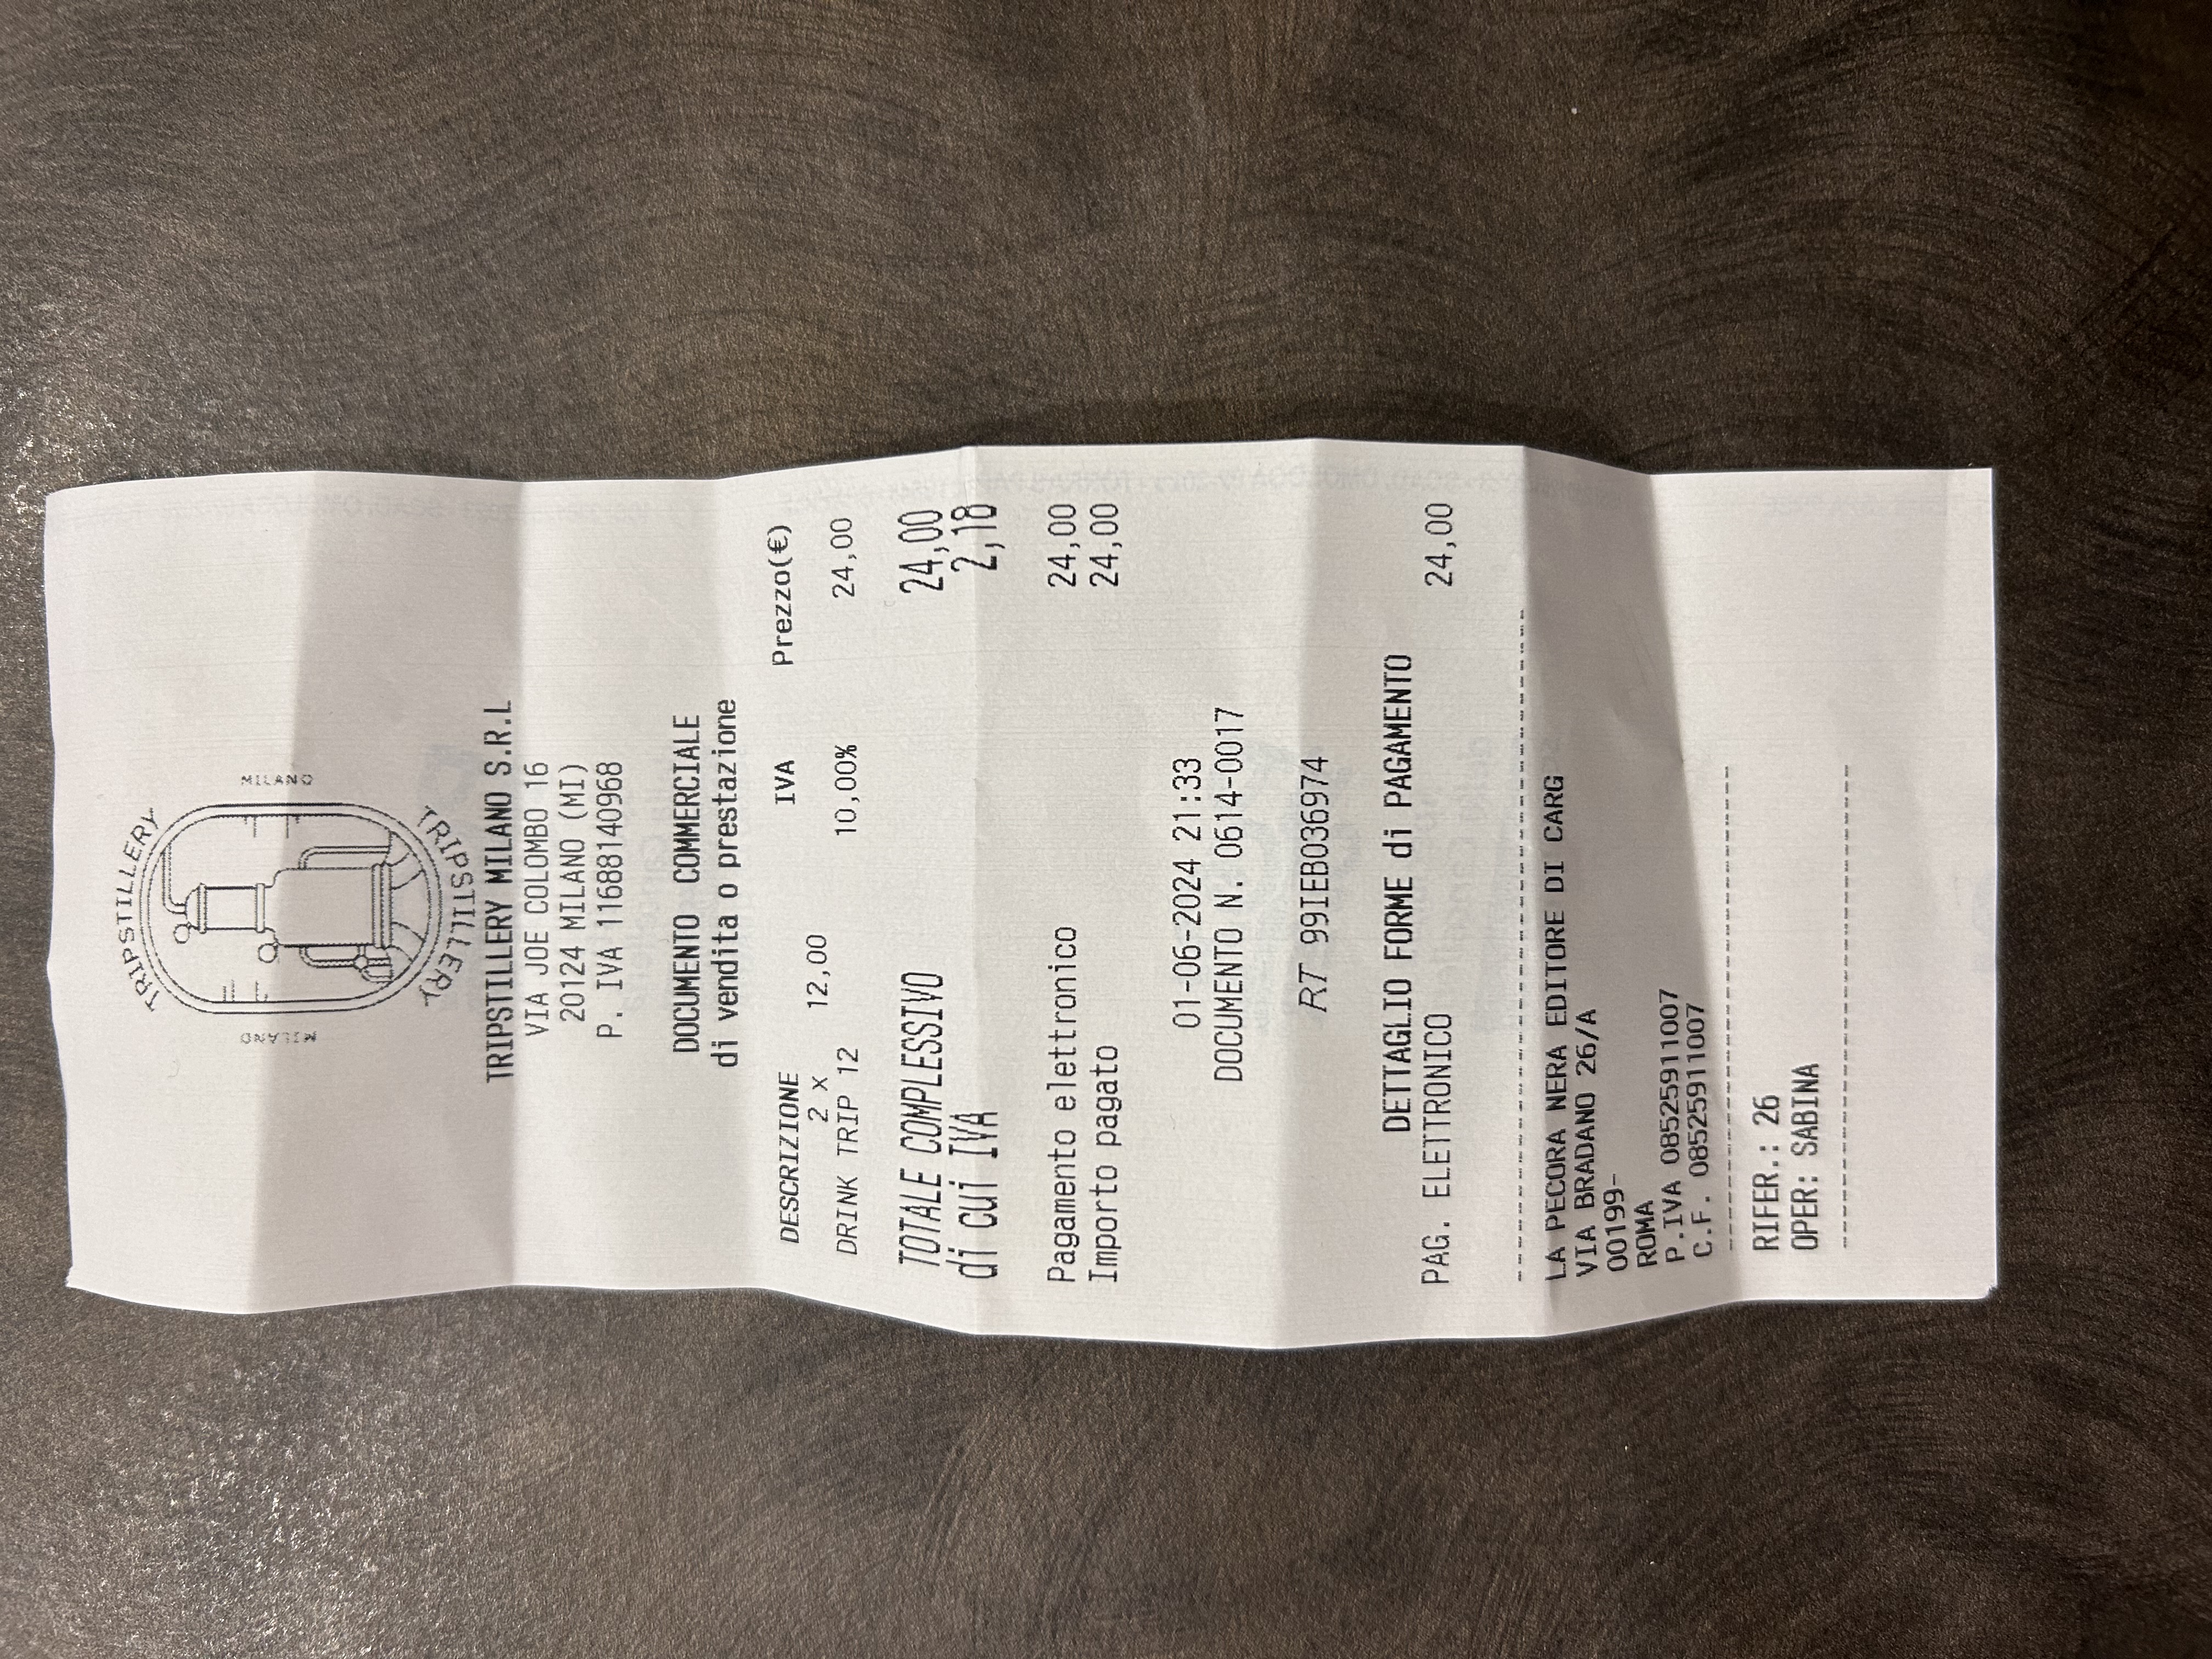 TRIPSTILLERY
MILANO
MILANO
TRIPSTILLERY
TRIPSTILLERY MILANO S.R.L
VIA JOE COLOMBO 16
20124 MILANO (MI)
P. IVA 11688140968
DOCUMENTO COMMERCIALE
di vendita o prestazione
DESCRIZIONE IVA Prezzo(€)
2 x 12,00
DRINK TRIP 12 10,00% 24,00
TOTALE COMPLESSIVO 24,00
di cui IVA 2,18
Pagamento elettronico 24,00
Importo pagato 24,00
01-06-2024 21:33
DOCUMENTO N. 0614-0017
RT 99IEB036974
DETTAGLIO FORME di PAGAMENTO
PAG. ELETTRONICO 24,00
LA PECORA NERA EDITORE DI CARG
VIA BRADANO 26/A
00199-
ROMA
P.IVA 08525911007
C.F. 08525911007
RIFER.: 26
OPER: SABINA